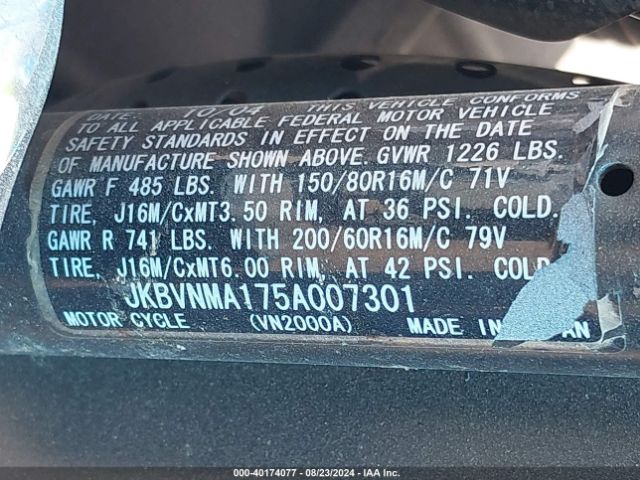 DATE: 10/04 THIS VEHICLE CONFORMS
TO ALL APPLICABLE FEDERAL MOTOR VEHICLE
SAFETY STANDARDS IN EFFECT ON THE DATE
OF MANUFACTURE SHOWN ABOVE. GVWR 1226 LBS.
GAWR F 485 LBS. WITH 150/80R16M/C 71V
TIRE, J16M/CxMT3.50 RIM, AT 36 PSI. COLD.
GAWR R 741 LBS. WITH 200/60R16M/C 79V
TIRE, J16M/CxMT6.00 RIM, AT 42 PSI. COLD
JKBVNMA175A007301
MOTOR CYCLE (VN2000A) MADE IN AN
000-40174077 - 08/23/2024 - IAA Inc.